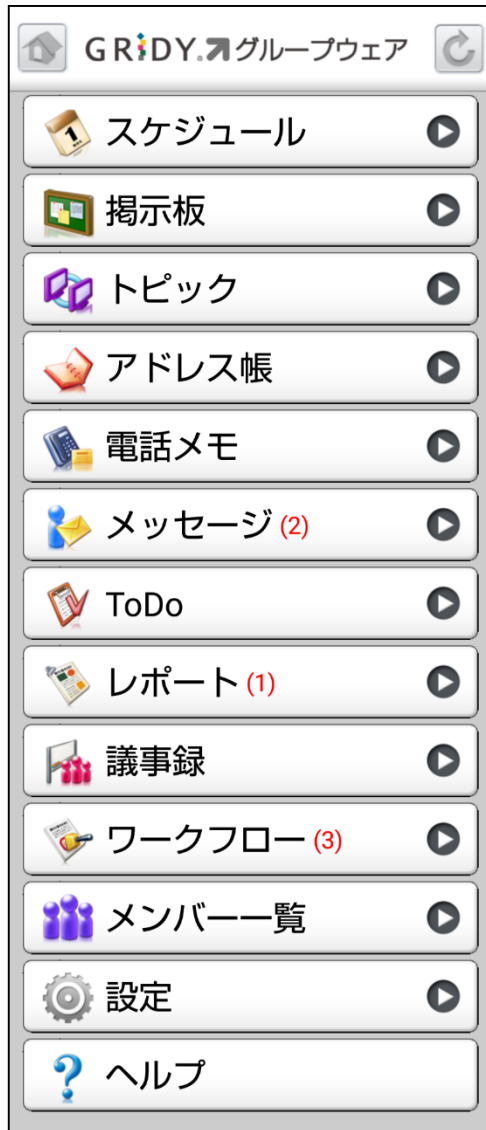 GRiDY.グループウェア
1 スケジュール
掲示板
トピック
アドレス帳
電話メモ
メッセージ (2)
ToDo
レポート (1)
議事録
ワークフロー (3)
メンバー一覧
設定
ヘルプ